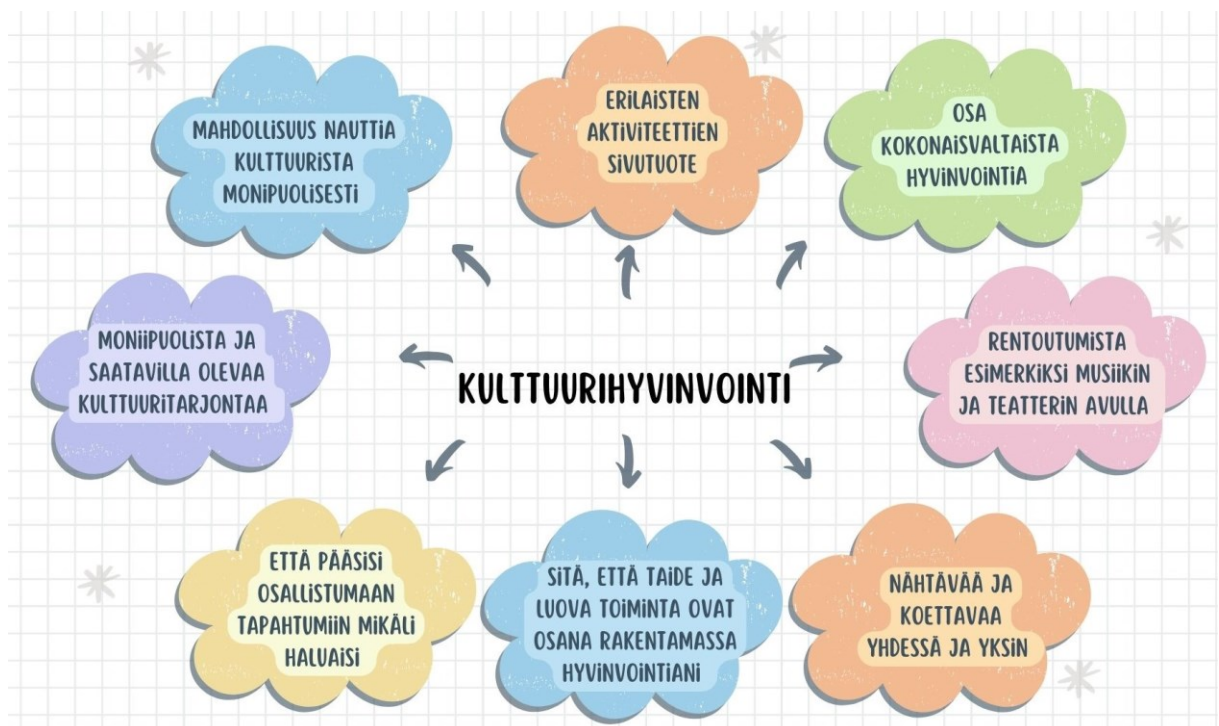 MAHDOLLISUUS NAUTTIA
KULTTUURISTA
MONIPUOLISESTI
ERILAISTEN
AKTIVITEETTIEN
SIVUTUOTE
OSA
KOKONAISVALTAISTA
HYVINVOINTIA
MONIIPUOLISTA JA
SAATAVILLA OLEVAA
KULTTUURITARJONTAA
KULTTUURIHYVINVOINTI
RENTOUTUMISTA
ESIMERKIKSI MUSIIKIN
JA TEATTERIN AVULLA
ETTÄ PÄÄSISI
OSALLISTUMAAN
TAPAHTUMIIN MIKÄLI
HALUAISI
SITÄ, ETTÄ TAIDE JA
LUOVA TOIMINTA OVAT
OSANA RAKENTAMASSA
HYVINVOINTIANI
NÄHTÄVÄÄ JA
KOETTAVAA
YHDESSÄ JA YKSIN